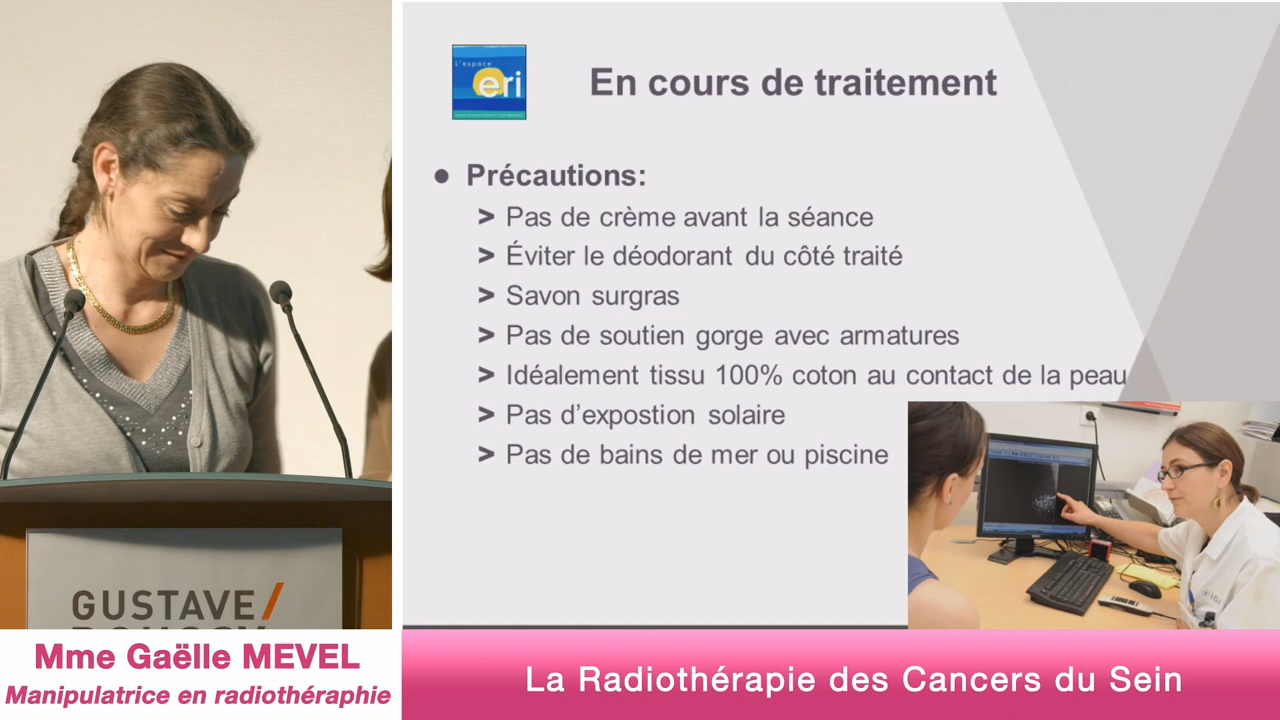 L'espace
eri
En cours de traitement
Précautions:
> Pas de crème avant la séance
> Éviter le déodorant du côté traité
> Savon surgras
> Pas de soutien gorge avec armatures
> Idéalement tissu 100% coton au contact de la peau
> Pas d'expostion solaire
> Pas de bains de mer ou piscine
GUSTAVE/
Mme Gaëlle MEVEL
Manipulatrice en radiothéraphie
La Radiothérapie des Cancers du Sein